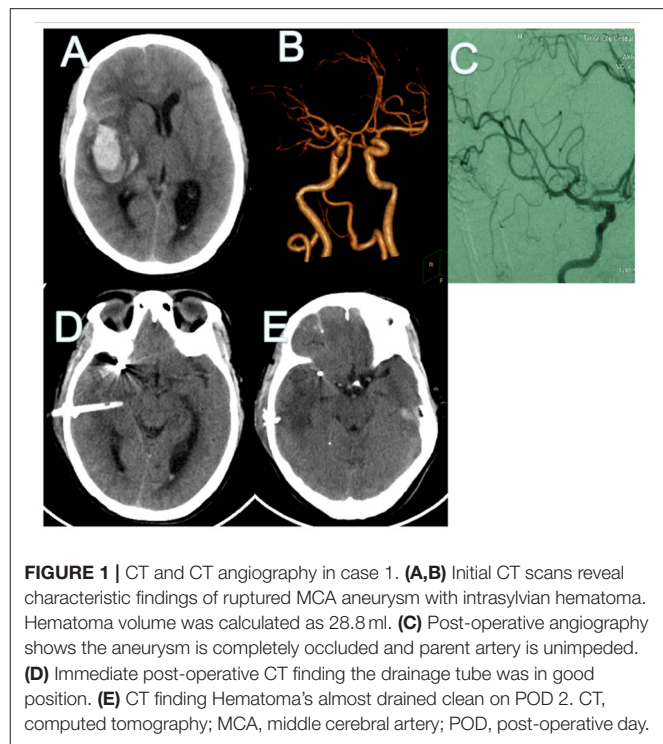 A
B
C
R
F
D
E
FIGURE 1 | CT and CT angiography in case 1. (A,B) Initial CT scans reveal
characteristic findings of ruptured MCA aneurysm with intrasylvian hematoma.
Hematoma volume was calculated as 28.8 ml. (C) Post-operative angiography
shows the aneurysm is completely occluded and parent artery is unimpeded.
(D) Immediate post-operative CT finding the drainage tube was in good
position. (E) CT finding Hematoma's almost drained clean on POD 2. CT,
computed tomography; MCA, middle cerebral artery; POD, post-operative day.